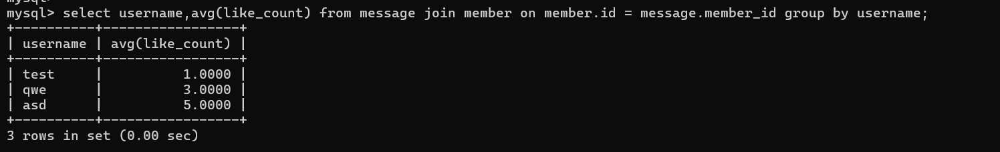 mysql>
mysql> select username,avg(like_count) from message join member on member.id = message.member_id group by username;
+----------+-----------------+
| username | avg(like_count) |
+----------+-----------------+
| test     |          1.0000 |
| qwe      |          3.0000 |
| asd      |          5.0000 |
+----------+-----------------+
3 rows in set (0.00 sec)